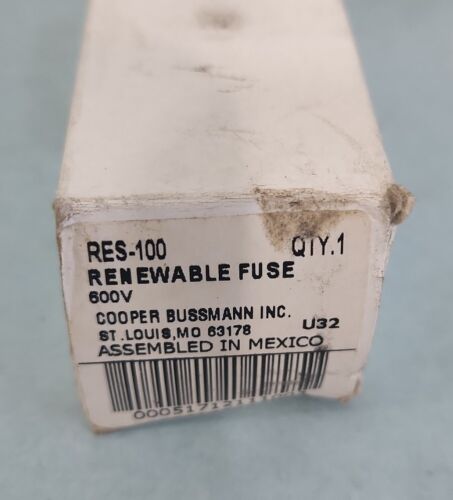 RES-100 QTY.1
RENEWABLE FUSE
600V
COOPER BUSSMANN INC.
ST.LOUIS,MO 63178 U32
ASSEMBLED IN MEXICO